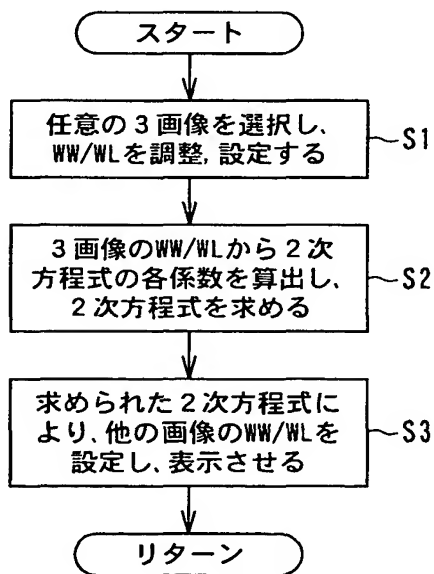 スタート
任意の3画像を選択し、
WW/WLを調整,設定する
S1
3画像のWW/WLから2次
方程式の各係数を算出し、
2次方程式を求める
S2
求められた2次方程式に
より、他の画像のWW/WLを
設定し、表示させる
S3
リターン